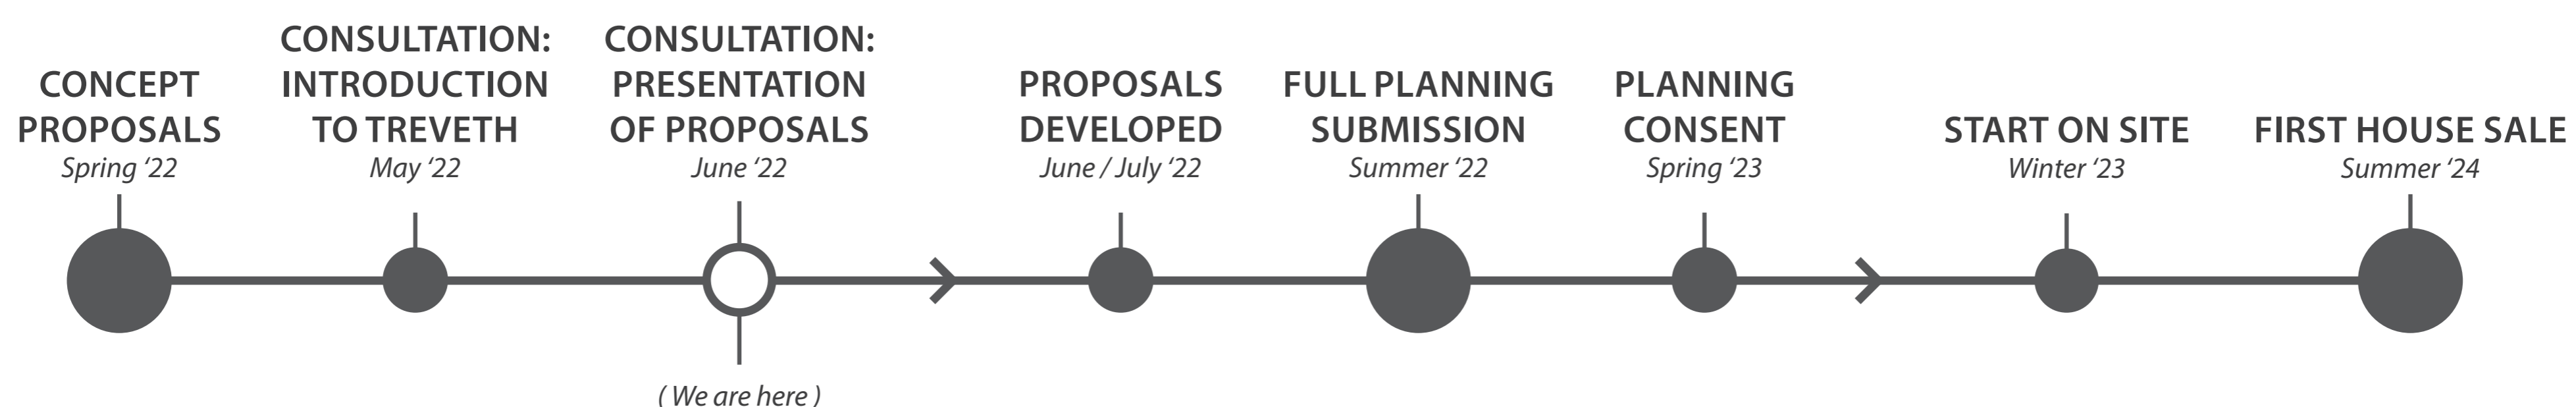 CONCEPT
PROPOSALS
Spring ‘22
CONSULTATION:
INTRODUCTION
TO TREVETH
May ‘22
CONSULTATION:
PRESENTATION
OF PROPOSALS
June ‘22
( We are here )
PROPOSALS
DEVELOPED
June / July ‘22
FULL PLANNING
SUBMISSION
Summer ‘22
PLANNING
CONSENT
Spring ‘23
START ON SITE
Winter ‘23
FIRST HOUSE SALE
Summer ‘24